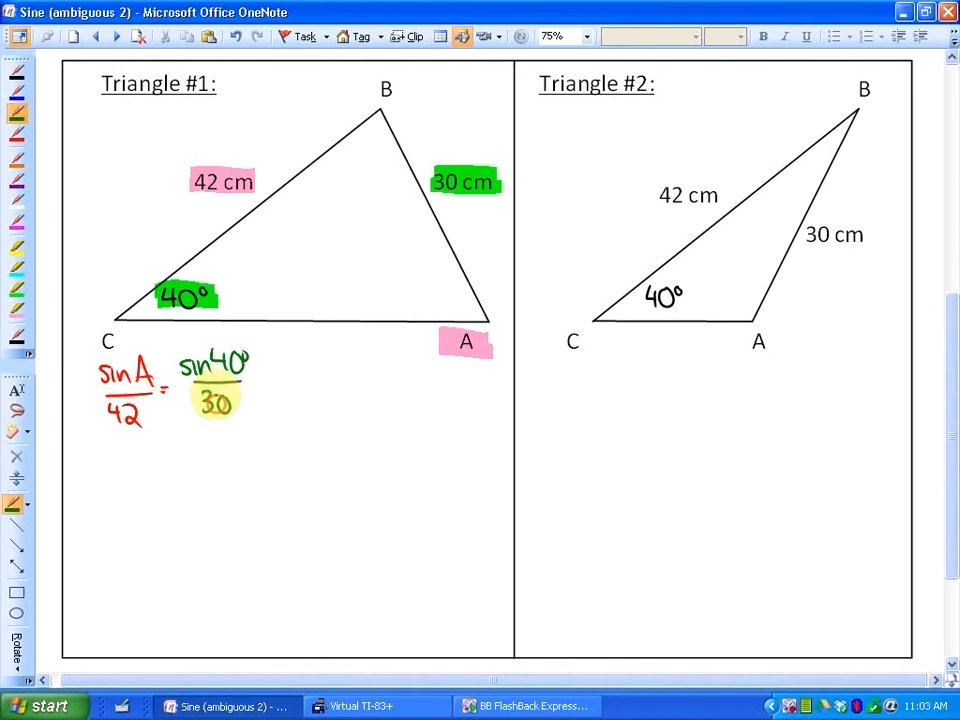 Sine (ambiguous 2) - Microsoft Office OneNote
Task
Tag
Clip
75%
B I U
Triangle #1:
B
42 cm
30 cm
40°
C
A
sin A / 42 = sin 40° / 30
Triangle #2:
B
42 cm
30 cm
40°
C
A
Rotate
start
Sine (ambiguous 2) - ...
Virtual TI-83+
BB FlashBack Express...
11:03 AM